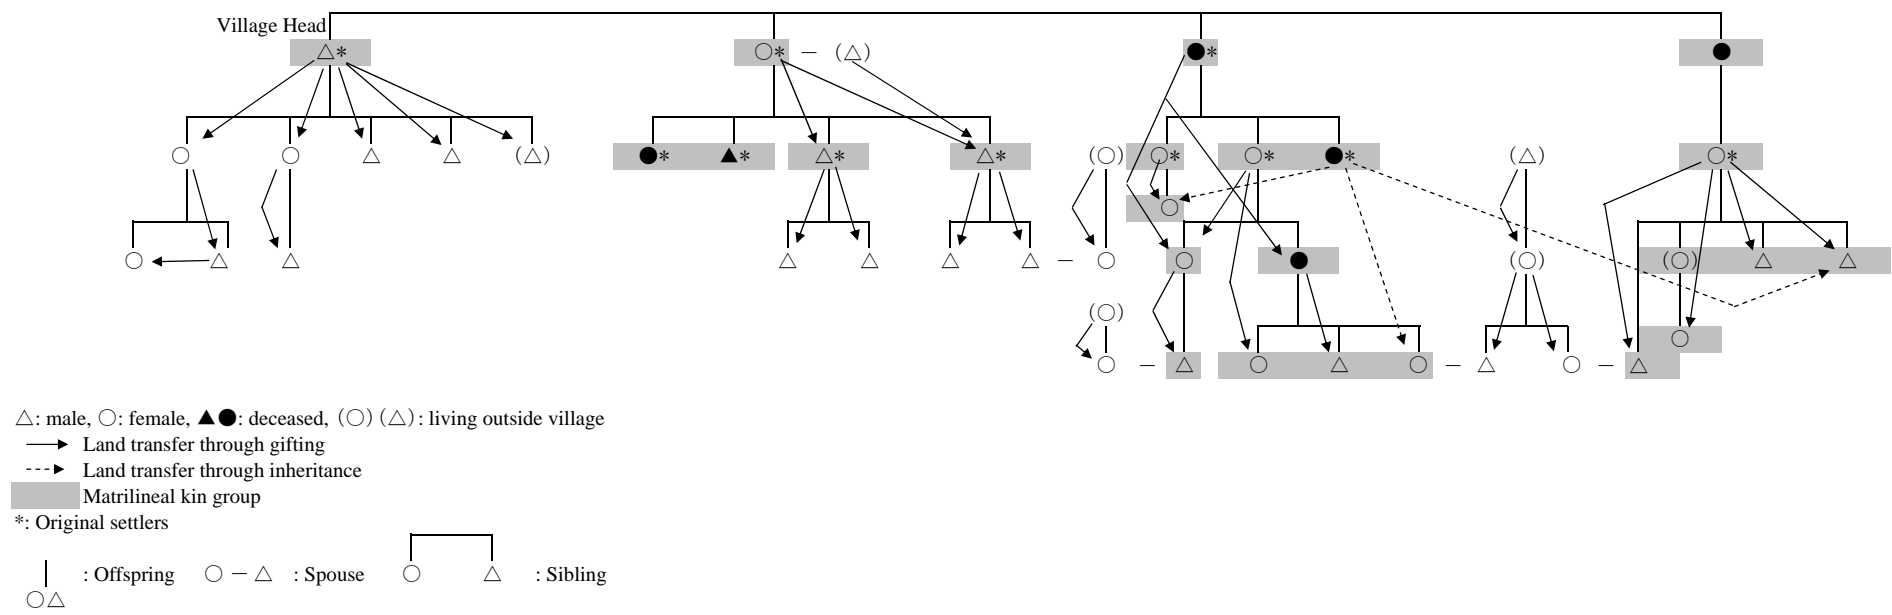 Village Head
△: male, ○: female, ▲●: deceased, (○) (△): living outside village
Land transfer through gifting
Land transfer through inheritance
Matrilineal kin group
*: Original settlers
: Offspring ○ − △ : Spouse ○ △ : Sibling
○△